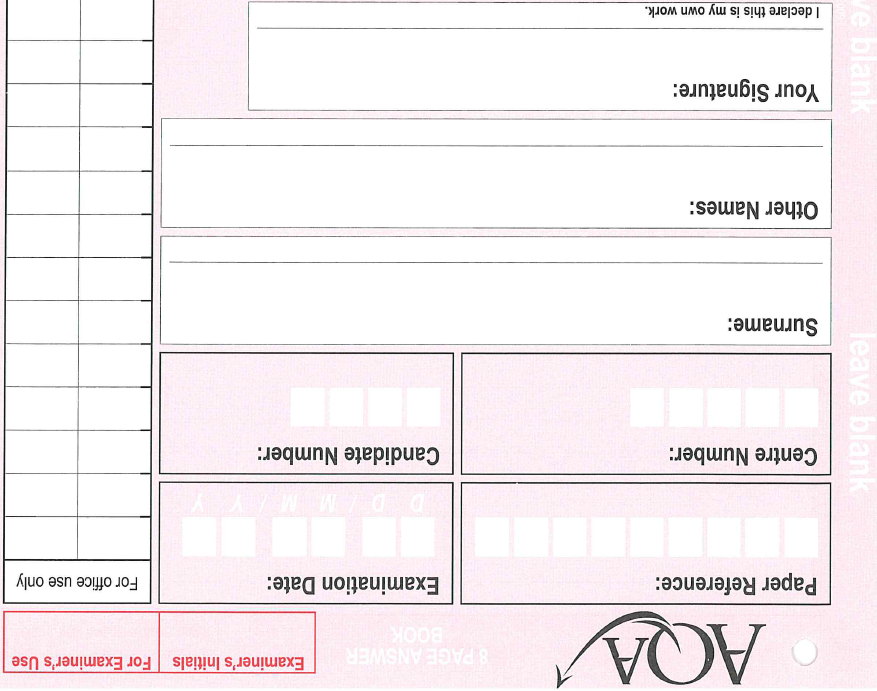 AQA
8 PAGE ANSWER
BOOK
Examiner's Initials
For Examiner's Use
Paper Reference:
Examination Date:
D D / M M / Y Y
For office use only
Centre Number:
Candidate Number:
Surname:
Other Names:
Your Signature:
I declare this is my own work.
leave blank
blank